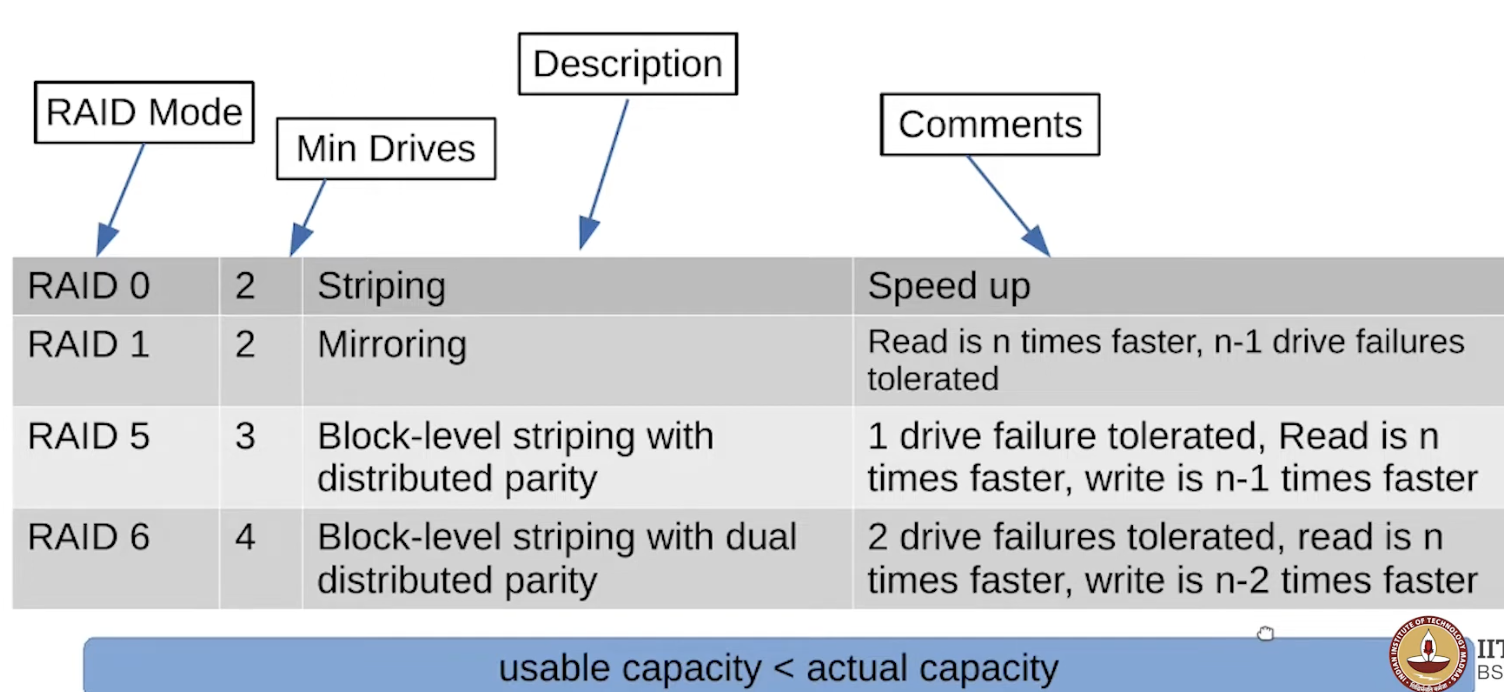 Description
RAID Mode
Comments
Min Drives
RAID 0 2 Striping Speed up
RAID 1 2 Mirroring Read is n times faster, n-1 drive failures
tolerated
RAID 5 3 Block-level striping with 1 drive failure tolerated, Read is n
distributed parity times faster, write is n-1 times faster
RAID 6 4 Block-level striping with dual 2 drive failures tolerated, read is n
distributed parity times faster, write is n-2 times faster
usable capacity < actual capacity
INDIAN INSTITUTE OF TECHNOLOGY MADRAS
IIT
BS